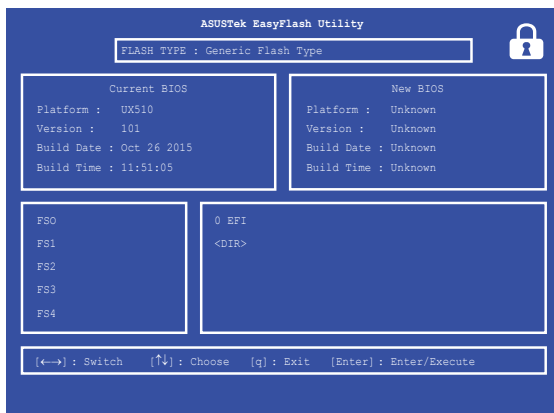 ASUSTek EasyFlash Utility
FLASH TYPE : Generic Flash Type
Current BIOS
Platform : UX510
Version : 101
Build Date : Oct 26 2015
Build Time : 11:51:05
New BIOS
Platform : Unknown
Version : Unknown
Build Date : Unknown
Build Time : Unknown
FS0
FS1
FS2
FS3
FS4
0 EFI
<DIR>
[←→] : Switch [↑↓] : Choose [q] : Exit [Enter] : Enter/Execute